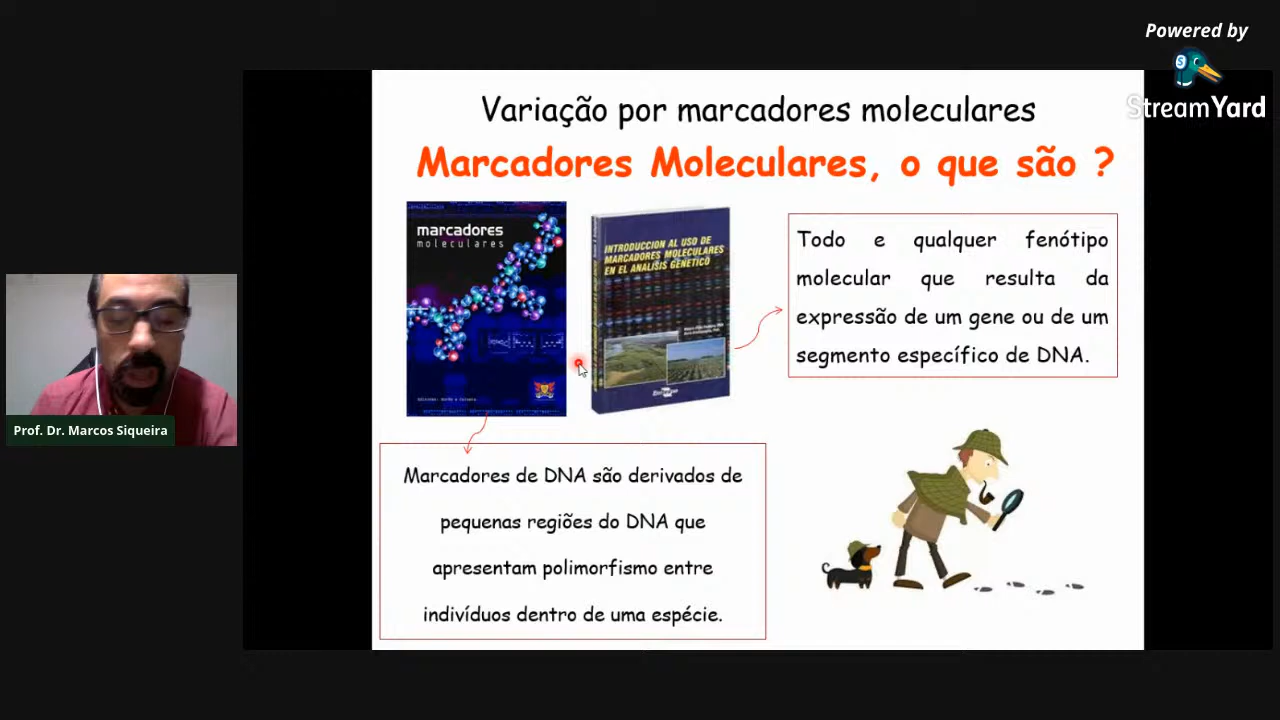 Powered by
StreamYard
Variação por marcadores moleculares
Marcadores Moleculares, o que são ?
marcadores
moleculares
INTRODUCCION AL USO DE
MARCADORES MOLECULARES
EN EL ANALISIS GENETICO
Todo e qualquer fenótipo
molecular que resulta da
expressão de um gene ou de um
segmento específico de DNA.
Prof. Dr. Marcos Siqueira
Marcadores de DNA são derivados de
pequenas regiões do DNA que
apresentam polimorfismo entre
indivíduos dentro de uma espécie.